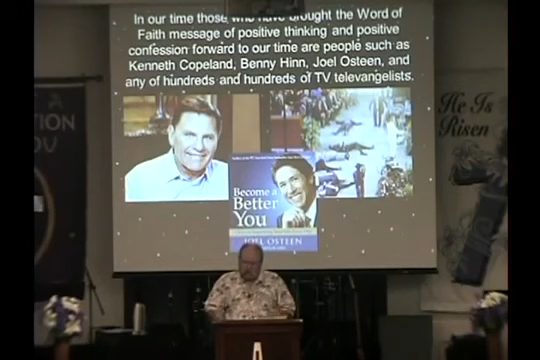 In our time those who have brought the Word of
Faith message of positive thinking and positive
confession forward to our time are people such as
Kenneth Copeland, Benny Hinn, Joel Osteen, and
any of hundreds and hundreds of TV televangelists.
Become a
Better
You
JOEL OSTEEN
He Is
Risen
TION
OU